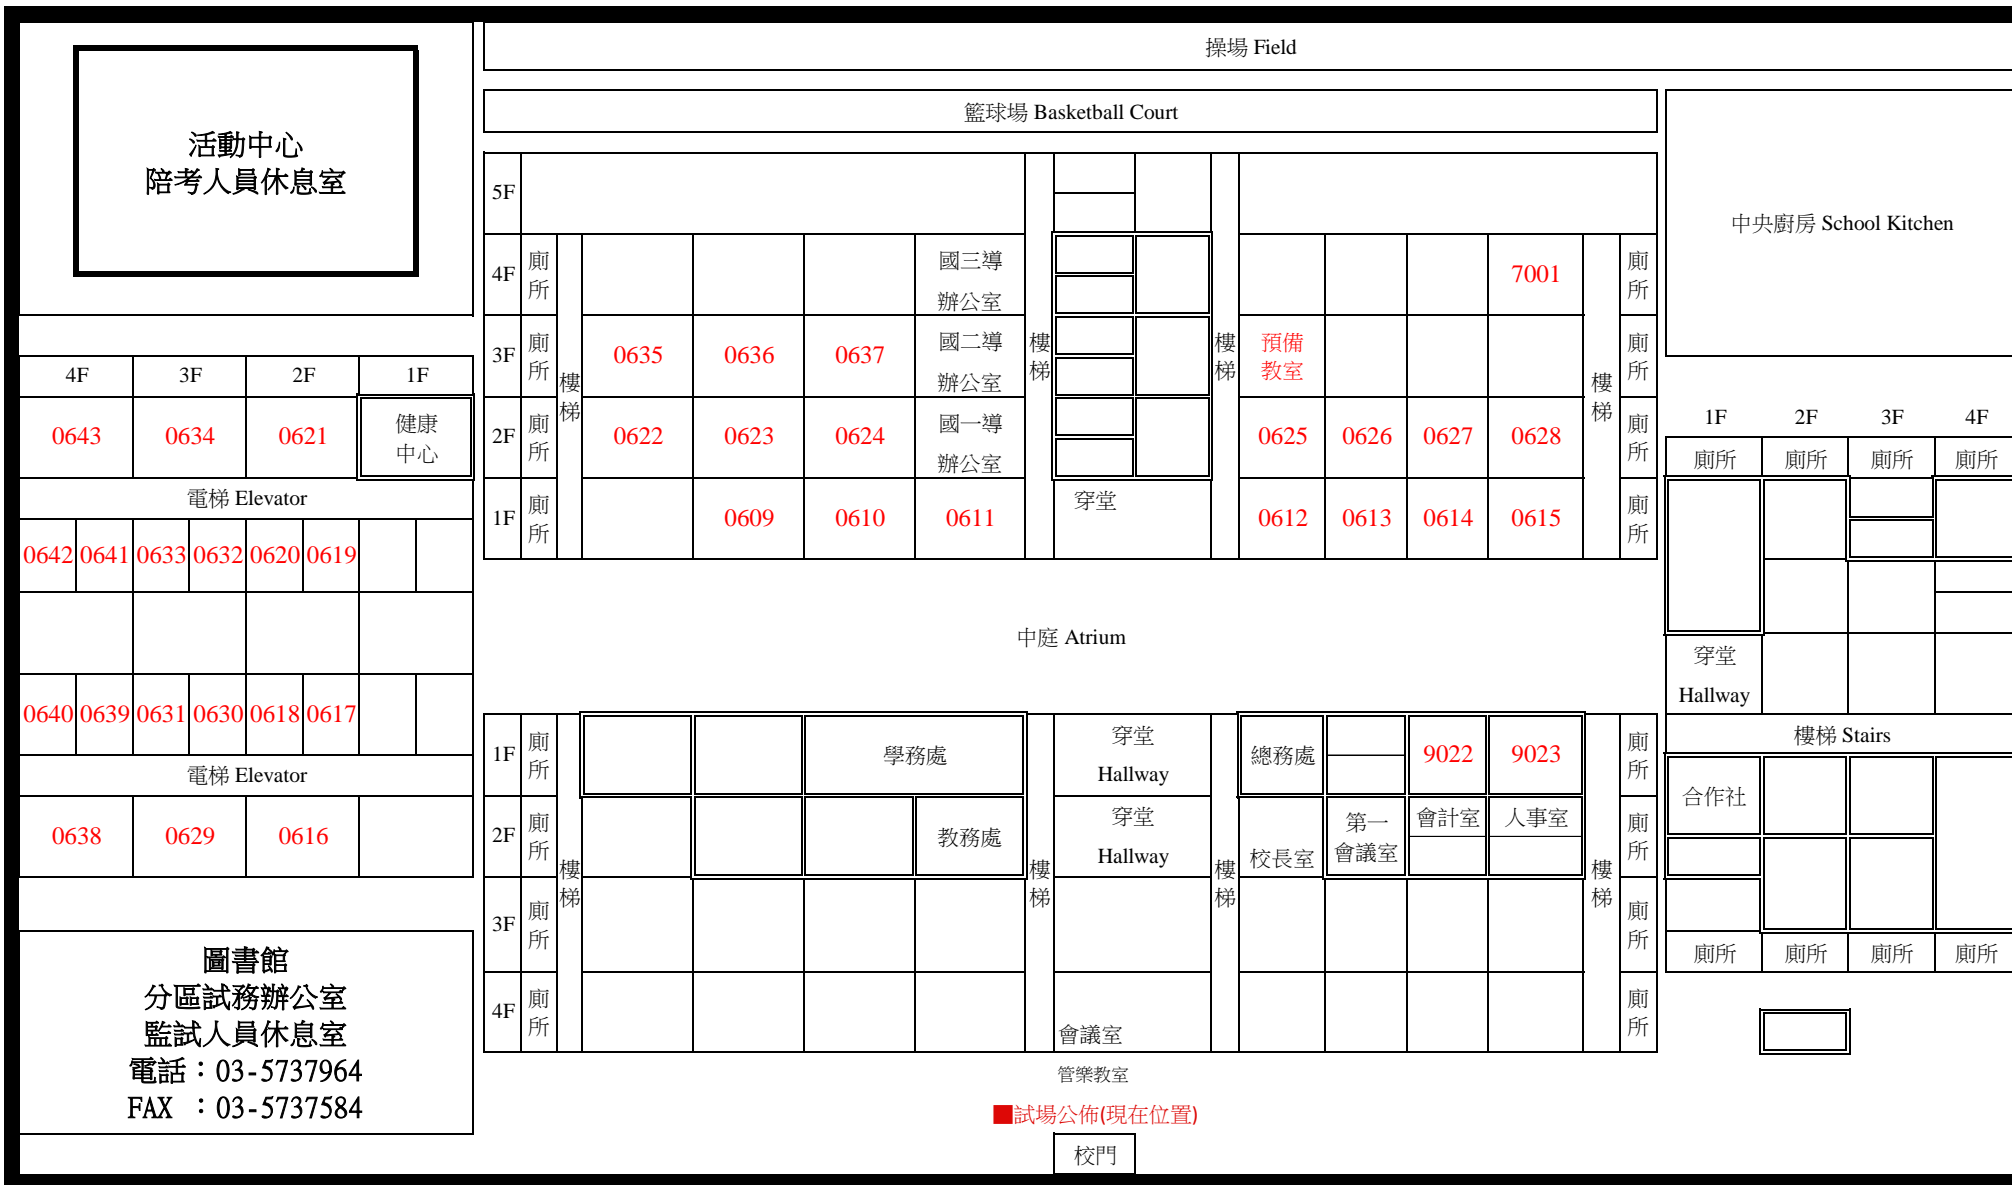 操場 Field
籃球場 Basketball Court
活動中心
陪考人員休息室
中央廚房 School Kitchen
5F
4F
廁所
國三導
辦公室
7001
廁所
3F
廁所
0635
0636
0637
國二導
辦公室
預備
教室
廁所
2F
廁所
0622
0623
0624
國一導
辦公室
0625
0626
0627
0628
廁所
1F
廁所
0609
0610
0611
穿堂
0612
0613
0614
0615
廁所
樓梯
樓梯
樓梯
樓梯
4F
3F
2F
1F
0643
0634
0621
健康
中心
電梯 Elevator
0642
0641
0633
0632
0620
0619
0640
0639
0631
0630
0618
0617
電梯 Elevator
0638
0629
0616
中庭 Atrium
1F
2F
3F
4F
廁所
廁所
廁所
廁所
穿堂
Hallway
樓梯 Stairs
合作社
廁所
廁所
廁所
廁所
1F
廁所
學務處
穿堂
Hallway
總務處
9022
9023
廁所
2F
廁所
教務處
穿堂
Hallway
校長室
第一
會議室
會計室
人事室
廁所
3F
廁所
廁所
4F
廁所
會議室
廁所
樓梯
樓梯
樓梯
樓梯
圖書館
分區試務辦公室
監試人員休息室
電話：03-5737964
FAX ：03-5737584
管樂教室
■試場公佈(現在位置)
校門